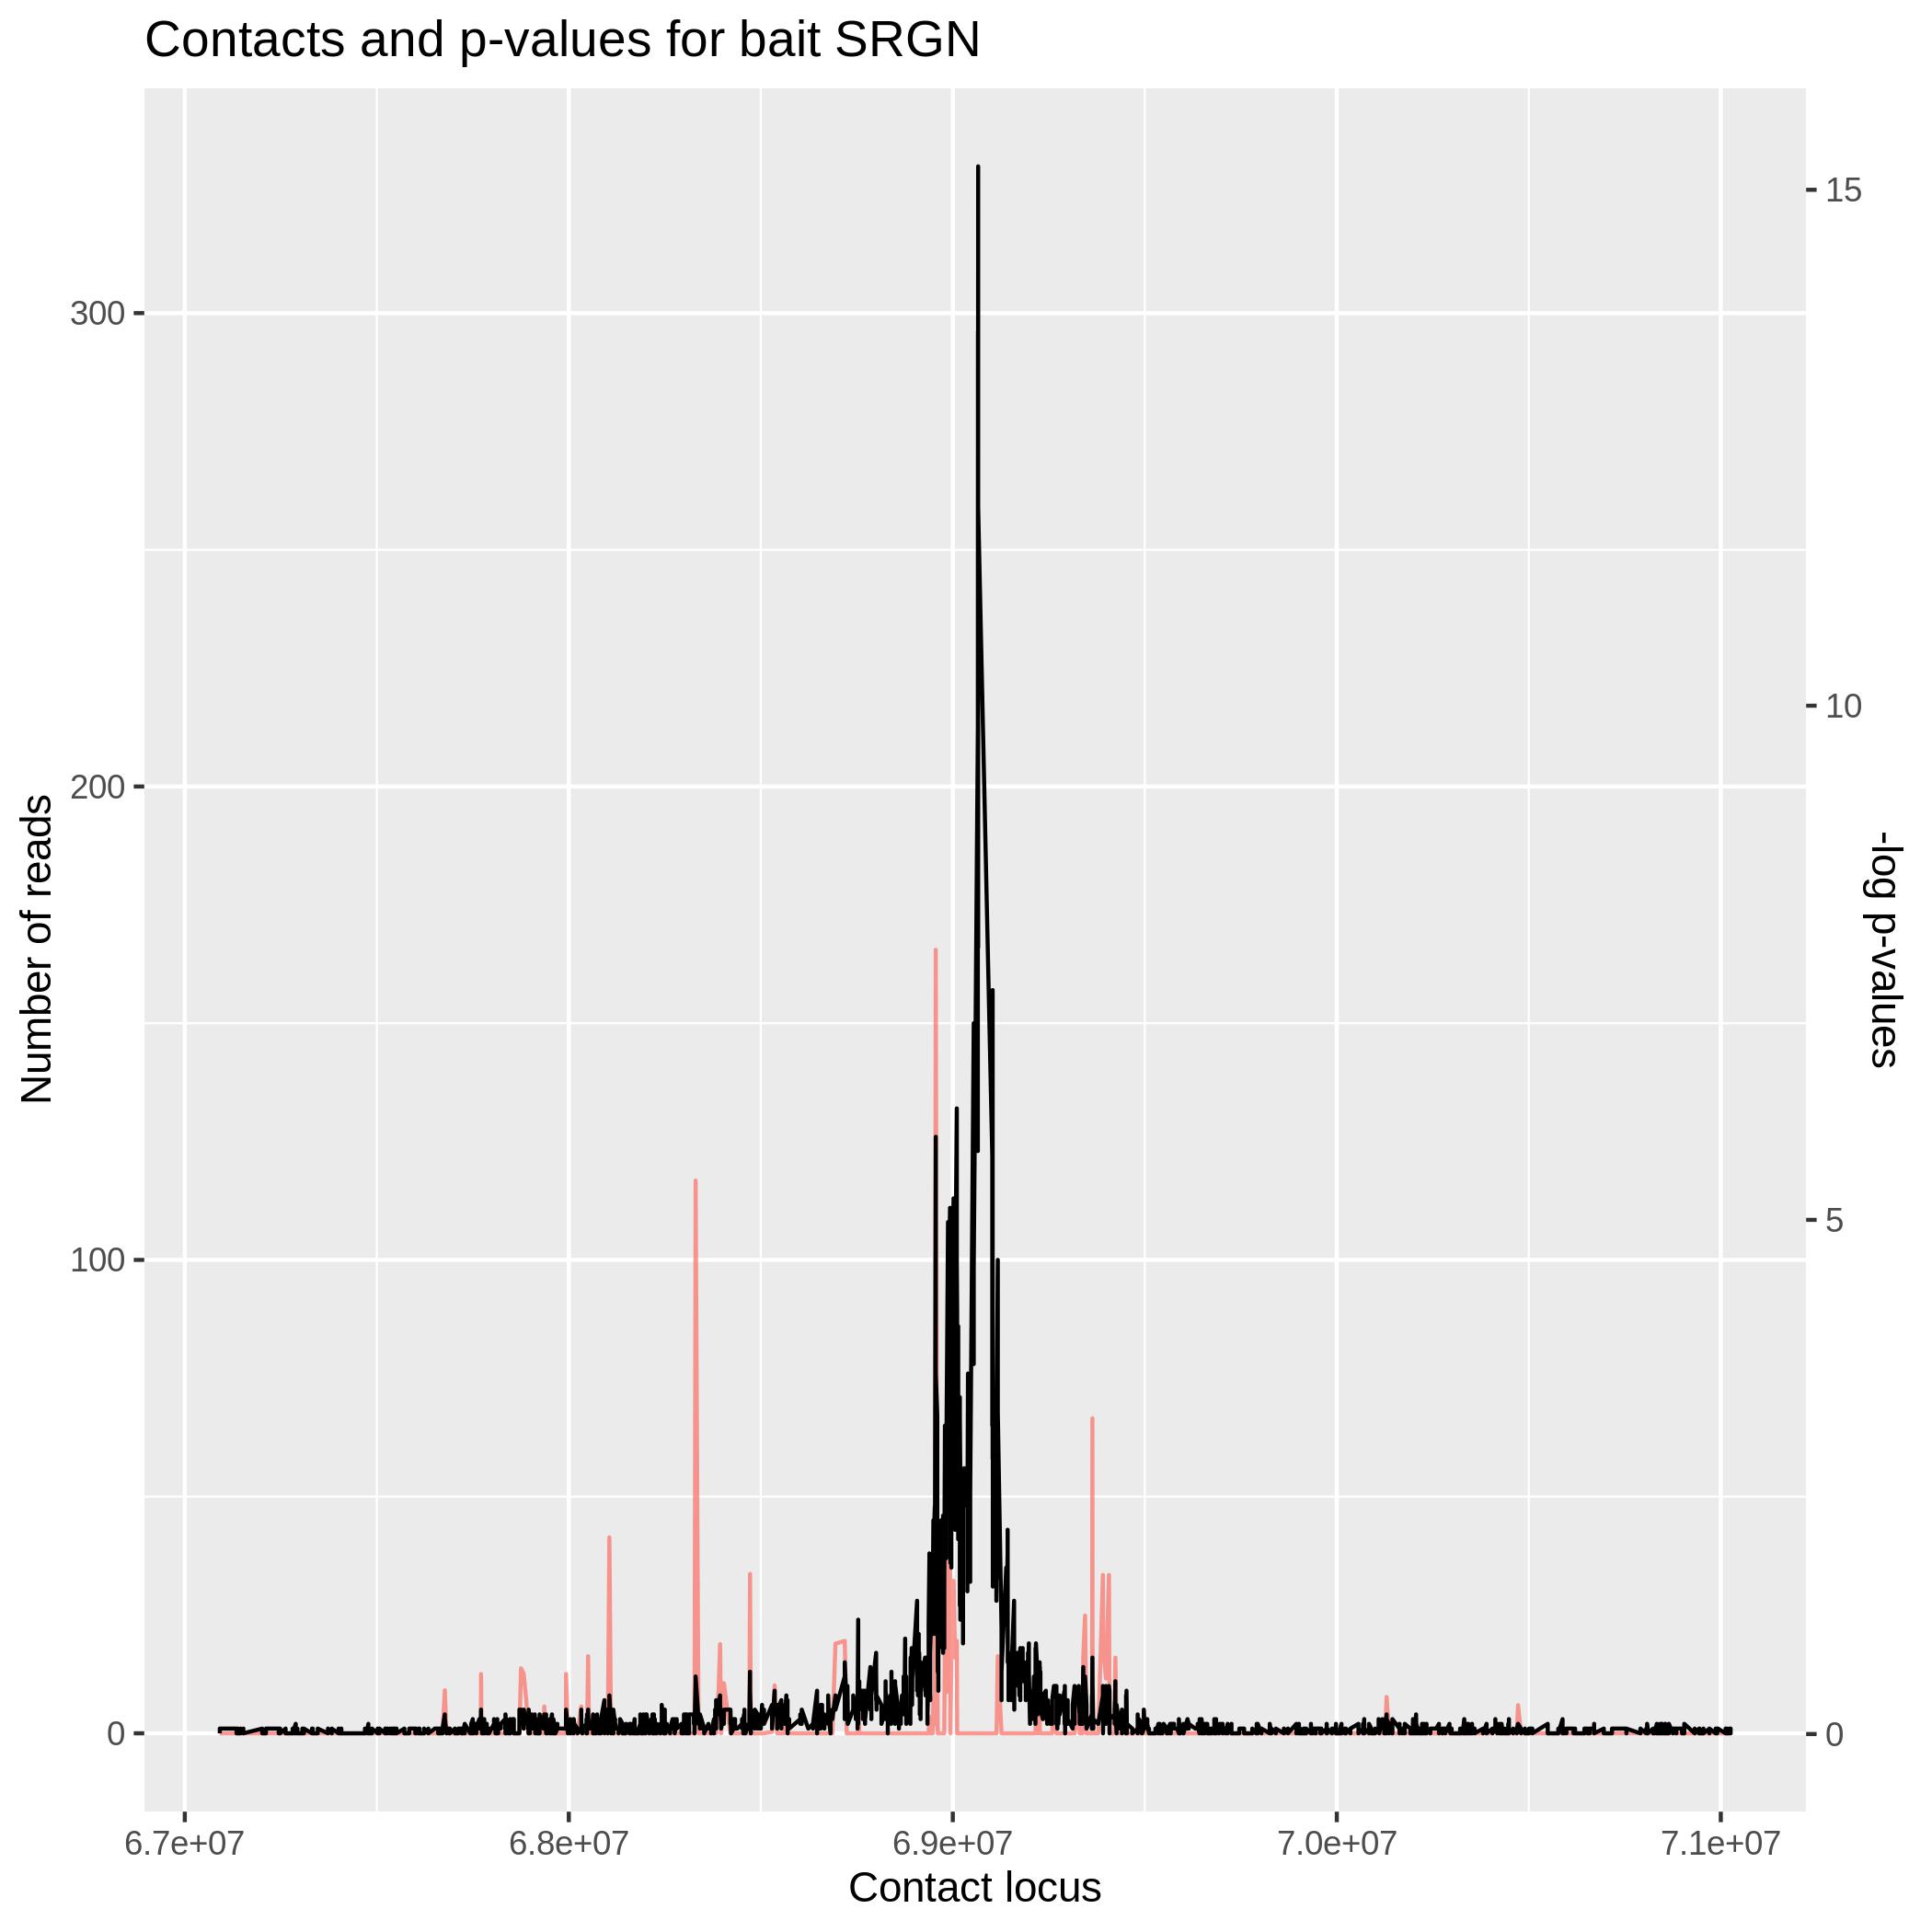 Contacts and p-values for bait SRGN
Number of reads
300
200
100
0
15
10
5
0
-log p-values
6.7e+07
6.8e+07
6.9e+07
7.0e+07
7.1e+07
Contact locus